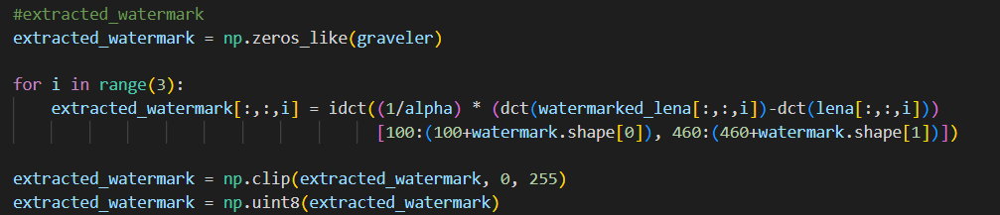 #extracted_watermark
extracted_watermark = np.zeros_like(graveler)
for i in range(3):
    extracted_watermark[:,:,i] = idct((1/alpha) * (dct(watermarked_lena[:,:,i])-dct(lena[:,:,i]))
                                [100:(100+watermark.shape[0]), 460:(460+watermark.shape[1])])
extracted_watermark = np.clip(extracted_watermark, 0, 255)
extracted_watermark = np.uint8(extracted_watermark)